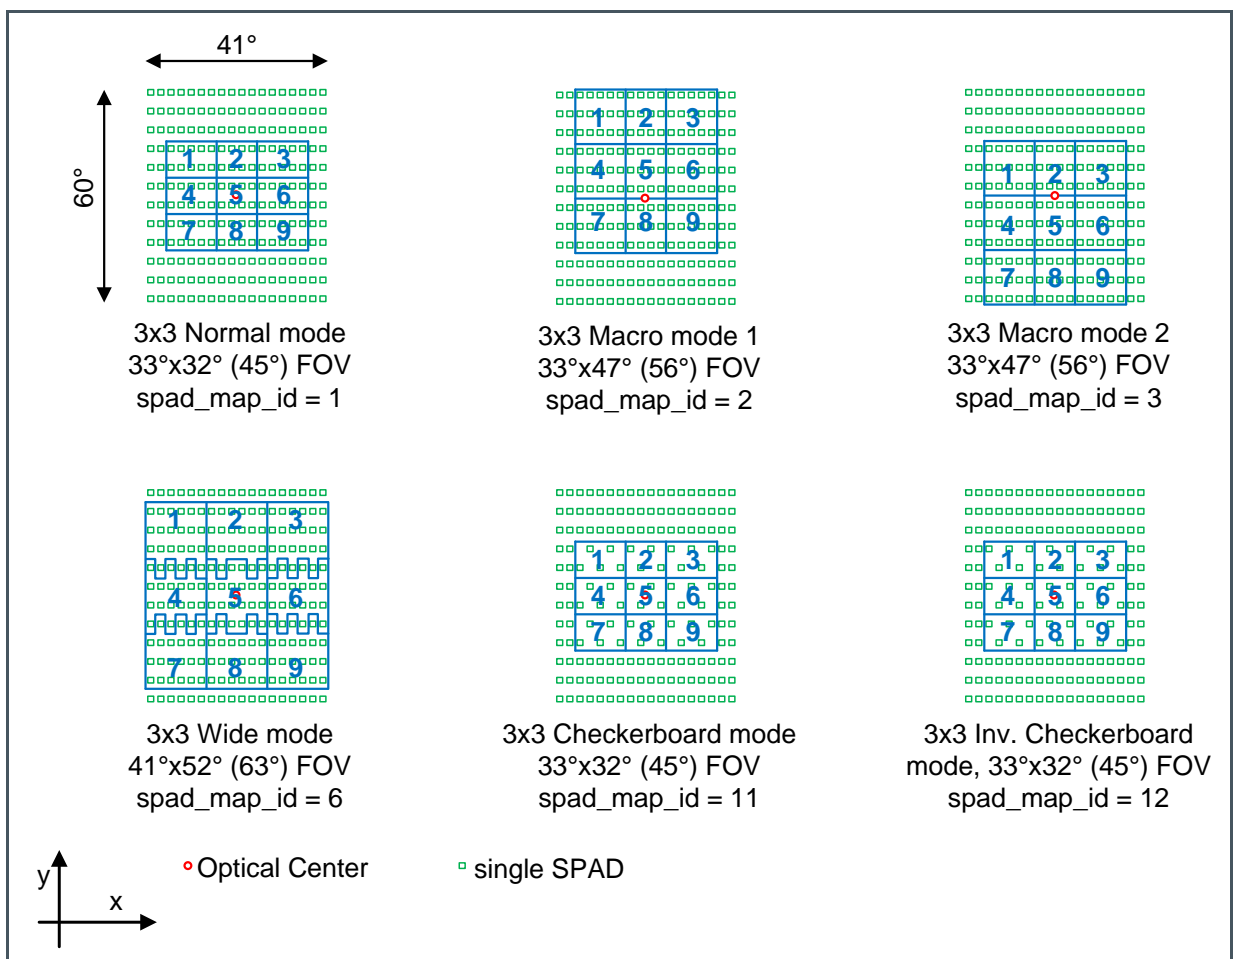 41°
60°
1 2 3
4 5 6
7 8 9
3x3 Normal mode
33°x32° (45°) FOV
spad_map_id = 1
1 2 3
4 5 6
7 8 9
3x3 Macro mode 1
33°x47° (56°) FOV
spad_map_id = 2
1 2 3
4 5 6
7 8 9
3x3 Macro mode 2
33°x47° (56°) FOV
spad_map_id = 3
1 2 3
4 5 6
7 8 9
3x3 Wide mode
41°x52° (63°) FOV
spad_map_id = 6
1 2 3
4 5 6
7 8 9
3x3 Checkerboard mode
33°x32° (45°) FOV
spad_map_id = 11
1 2 3
4 5 6
7 8 9
3x3 Inv. Checkerboard
mode, 33°x32° (45°) FOV
spad_map_id = 12
Optical Center
single SPAD
y
x